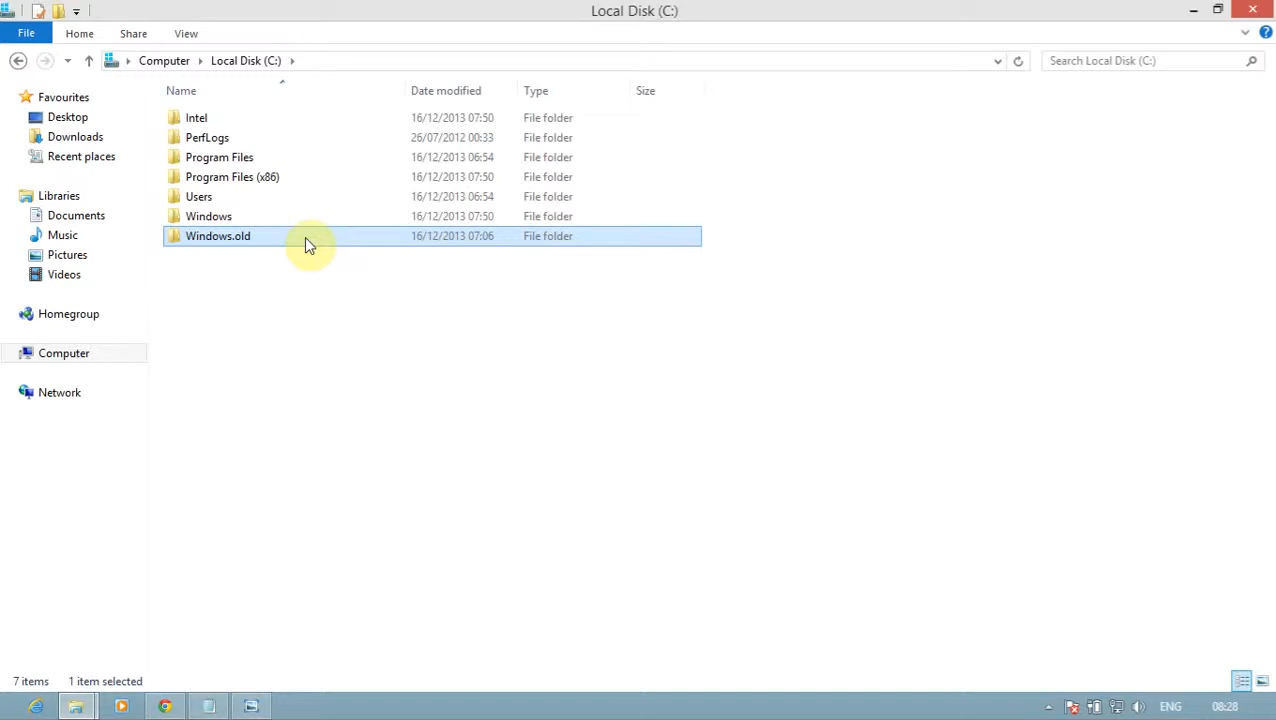 Local Disk (C:)
File Home Share View
Computer Local Disk (C:) Search Local Disk (C:)
Name Date modified Type Size
Favourites
Desktop
Downloads
Recent places
Libraries
Documents
Music
Pictures
Videos
Homegroup
Computer
Network
Intel 16/12/2013 07:50 File folder
PerfLogs 26/07/2012 00:33 File folder
Program Files 16/12/2013 06:54 File folder
Program Files (x86) 16/12/2013 07:50 File folder
Users 16/12/2013 06:54 File folder
Windows 16/12/2013 07:50 File folder
Windows.old 16/12/2013 07:06 File folder
7 items 1 item selected
ENG 08:28